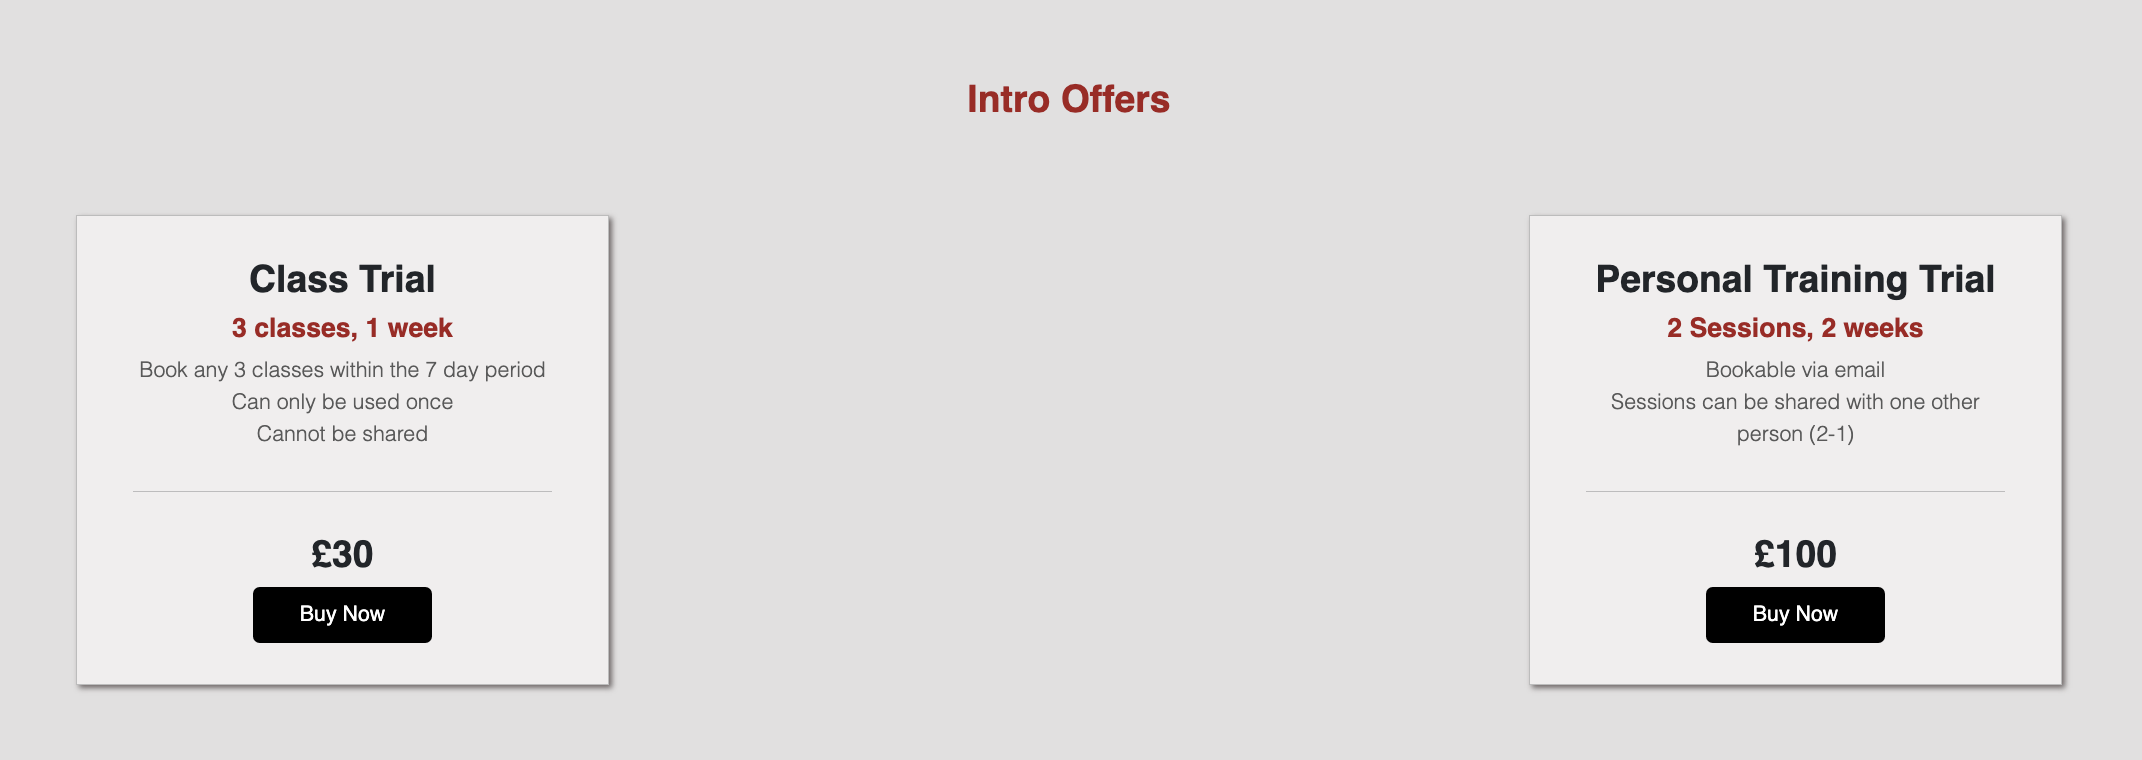 Intro Offers
Class Trial
3 classes, 1 week
Book any 3 classes within the 7 day period
Can only be used once
Cannot be shared
£30
Buy Now
Personal Training Trial
2 Sessions, 2 weeks
Bookable via email
Sessions can be shared with one other
person (2-1)
£100
Buy Now